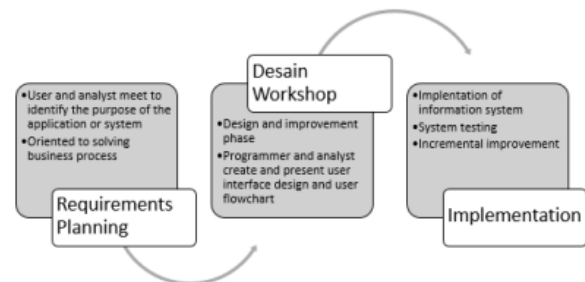 •User and analyst meet to
identify the purpose of the
application or system
•Oriented to solving
business process
Requirements
Planning
Desain
Workshop
•Design and improvement
phase
•Programmer and analyst
create and present user
interface design and user
flowchart
•Implentation of
information system
•System testing
•Incremental improvement
Implementation